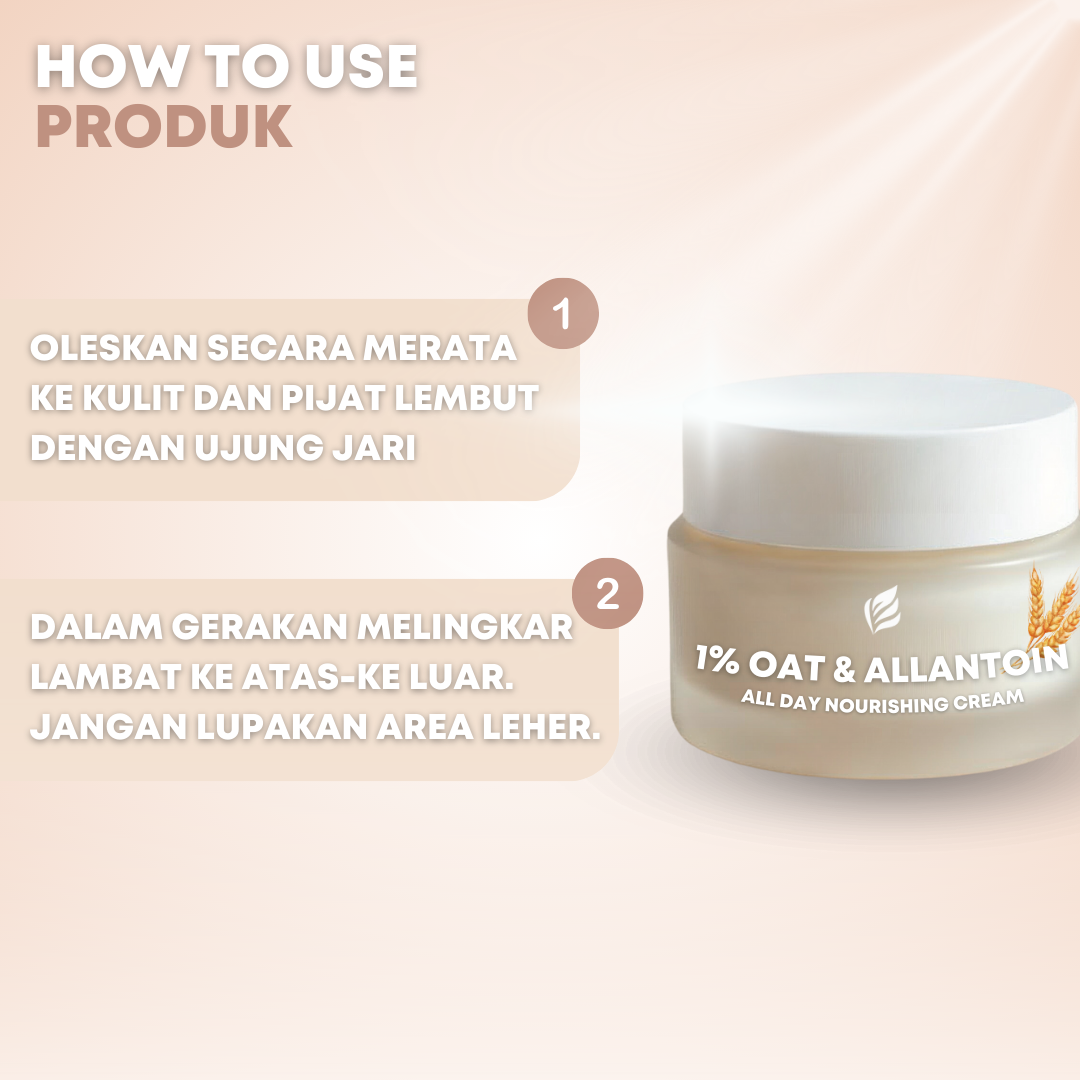 HOW TO USE
PRODUK
1
OLESKAN SECARA MERATA
KE KULIT DAN PIJAT LEMBUT
DENGAN UJUNG JARI
2
DALAM GERAKAN MELINGKAR
LAMBAT KE ATAS-KE LUAR.
JANGAN LUPAKAN AREA LEHER.
1% OAT & ALLANTOIN
ALL DAY NOURISHING CREAM